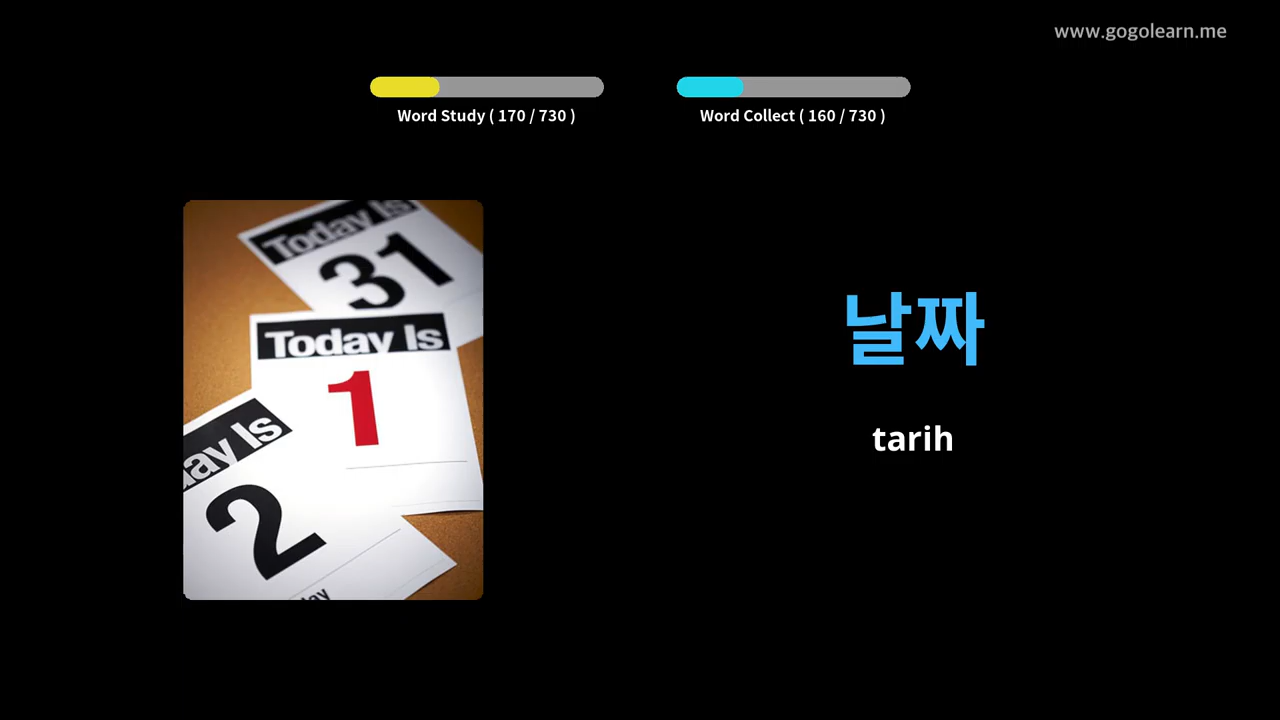 www.gogolearn.me
Word Study ( 170 / 730 )
Word Collect ( 160 / 730 )
Today Is
31
Today Is
1
day Is
2
날짜
tarih